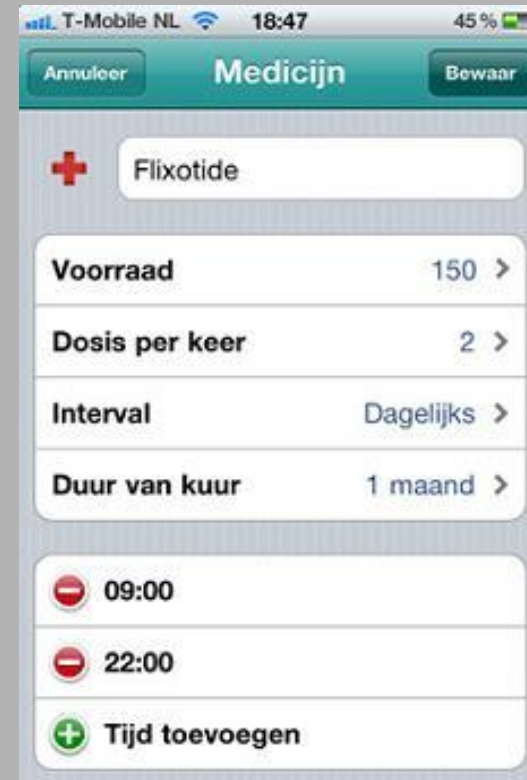 T-Mobile NL 18:47 45 %
Annuleer Medicijn Bewaar
Flixotide
Voorraad 150
Dosis per keer 2
Interval Dagelijks
Duur van kuur 1 maand
09:00
22:00
Tijd toevoegen